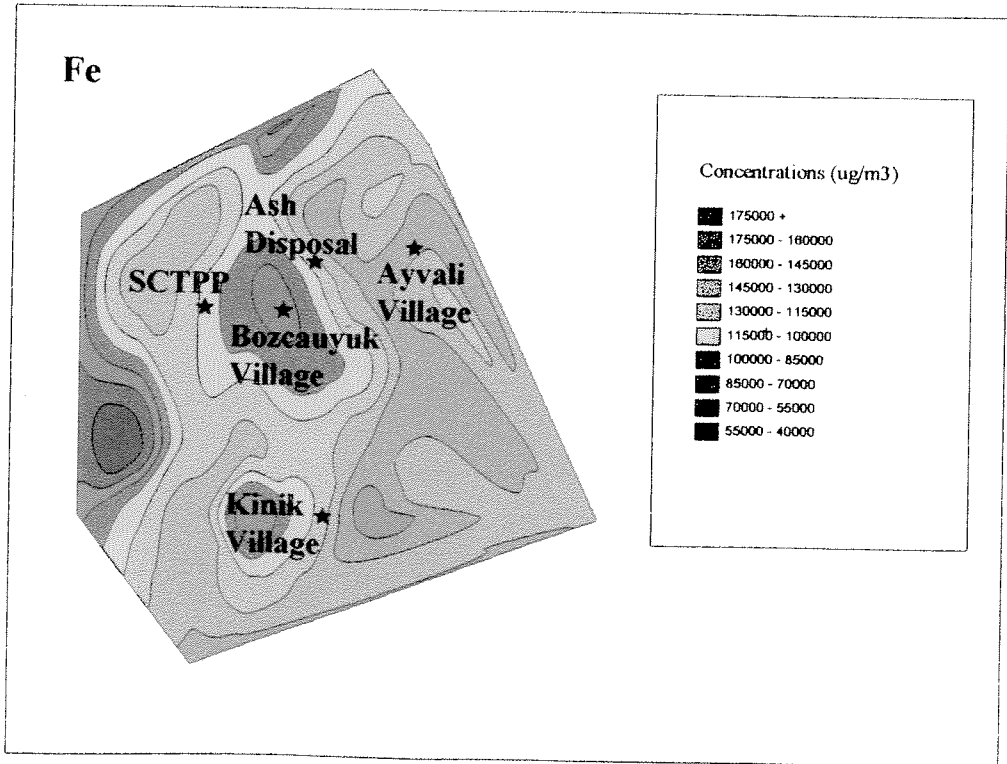 Fe
Ash
Disposal
SCTPP
Ayvali
Village
Bozcauyuk
Village
Kinik
Village
Concentrations (ug/m3)
175000 +
175000 - 160000
160000 - 145000
145000 - 130000
130000 - 115000
115000 - 100000
100000 - 85000
85000 - 70000
70000 - 55000
55000 - 40000